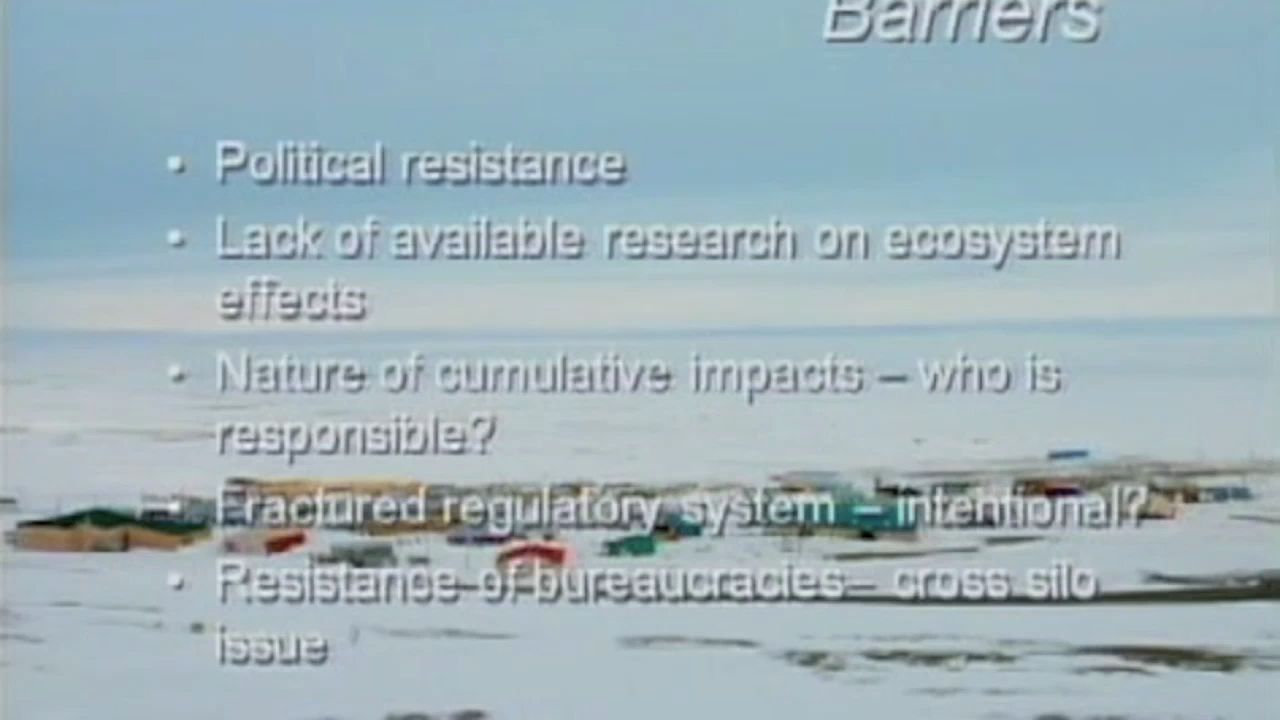 Barriers
• Political resistance
• Lack of available research on ecosystem
effects
• Nature of cumulative impacts – who is
responsible?
• Fractured regulatory system – intentional?
• Resistance of bureaucracies – cross silo
issue